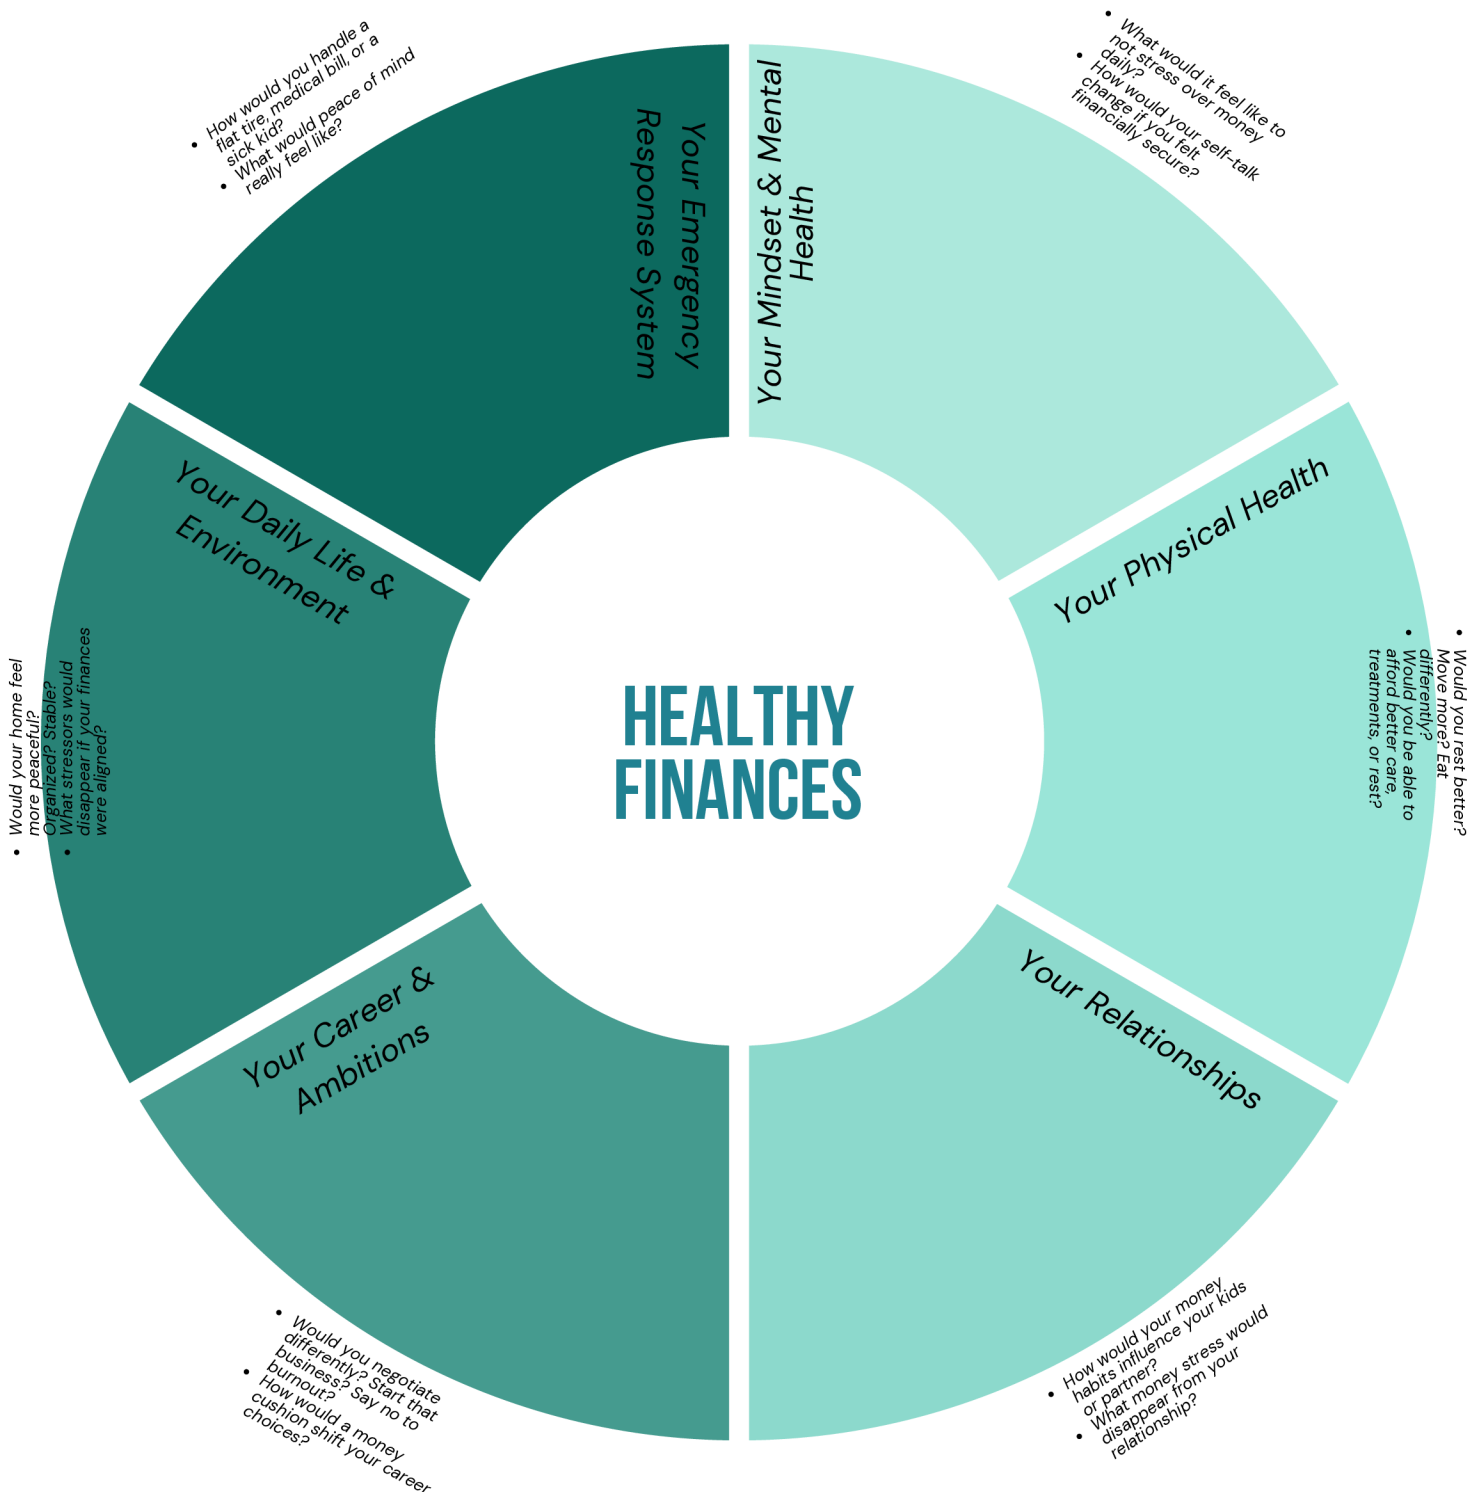 HEALTHY
FINANCES
Your Mindset & Mental
Health
• What would it feel like to
not stress over money
daily?
• How would your self-talk
change if you felt
financially secure?
Your Physical Health
• Would you rest better?
Move more? Eat
differently?
• Would you be able to
afford better care,
treatments, or rest?
Your Relationships
• How would your money
habits influence your kids
or partner?
• What money stress would
disappear from your
relationship?
Your Career &
Ambitions
• Would you negotiate
differently? Start that
business? Say no to
burnout?
• How would a money
cushion shift your career
choices?
Your Daily Life &
Environment
• Would your home feel
more peaceful?
Organized? Stable?
• What stressors would
disappear if your finances
were aligned?
Your Emergency
Response System
• How would you handle a
flat tire, medical bill, or a
sick kid?
• What would peace of mind
really feel like?